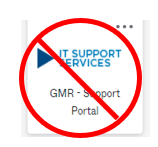 IT SUPPORT
SERVICES
GMR - Support
Portal